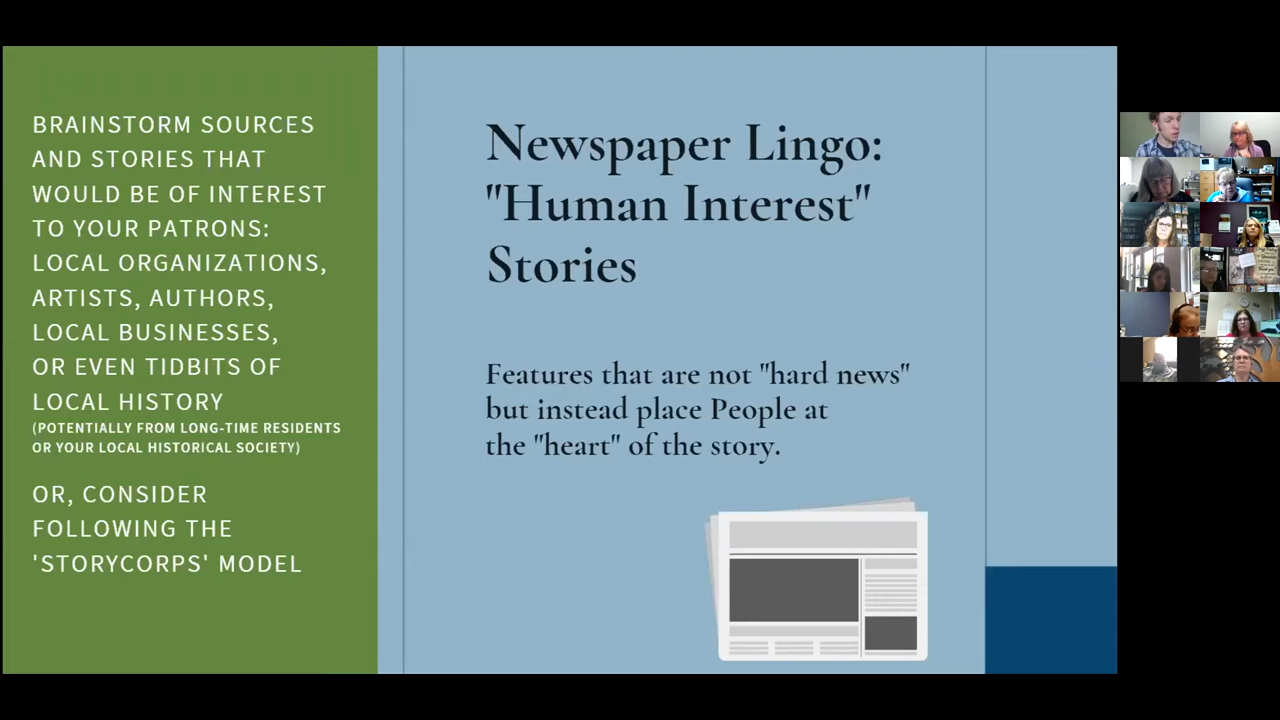 BRAINSTORM SOURCES
AND STORIES THAT
WOULD BE OF INTEREST
TO YOUR PATRONS:
LOCAL ORGANIZATIONS,
ARTISTS, AUTHORS,
LOCAL BUSINESSES,
OR EVEN TIDBITS OF
LOCAL HISTORY
(POTENTIALLY FROM LONG-TIME RESIDENTS
OR YOUR LOCAL HISTORICAL SOCIETY)
OR, CONSIDER
FOLLOWING THE
'STORYCORPS' MODEL
Newspaper Lingo:
"Human Interest"
Stories
Features that are not "hard news"
but instead place People at
the "heart" of the story.